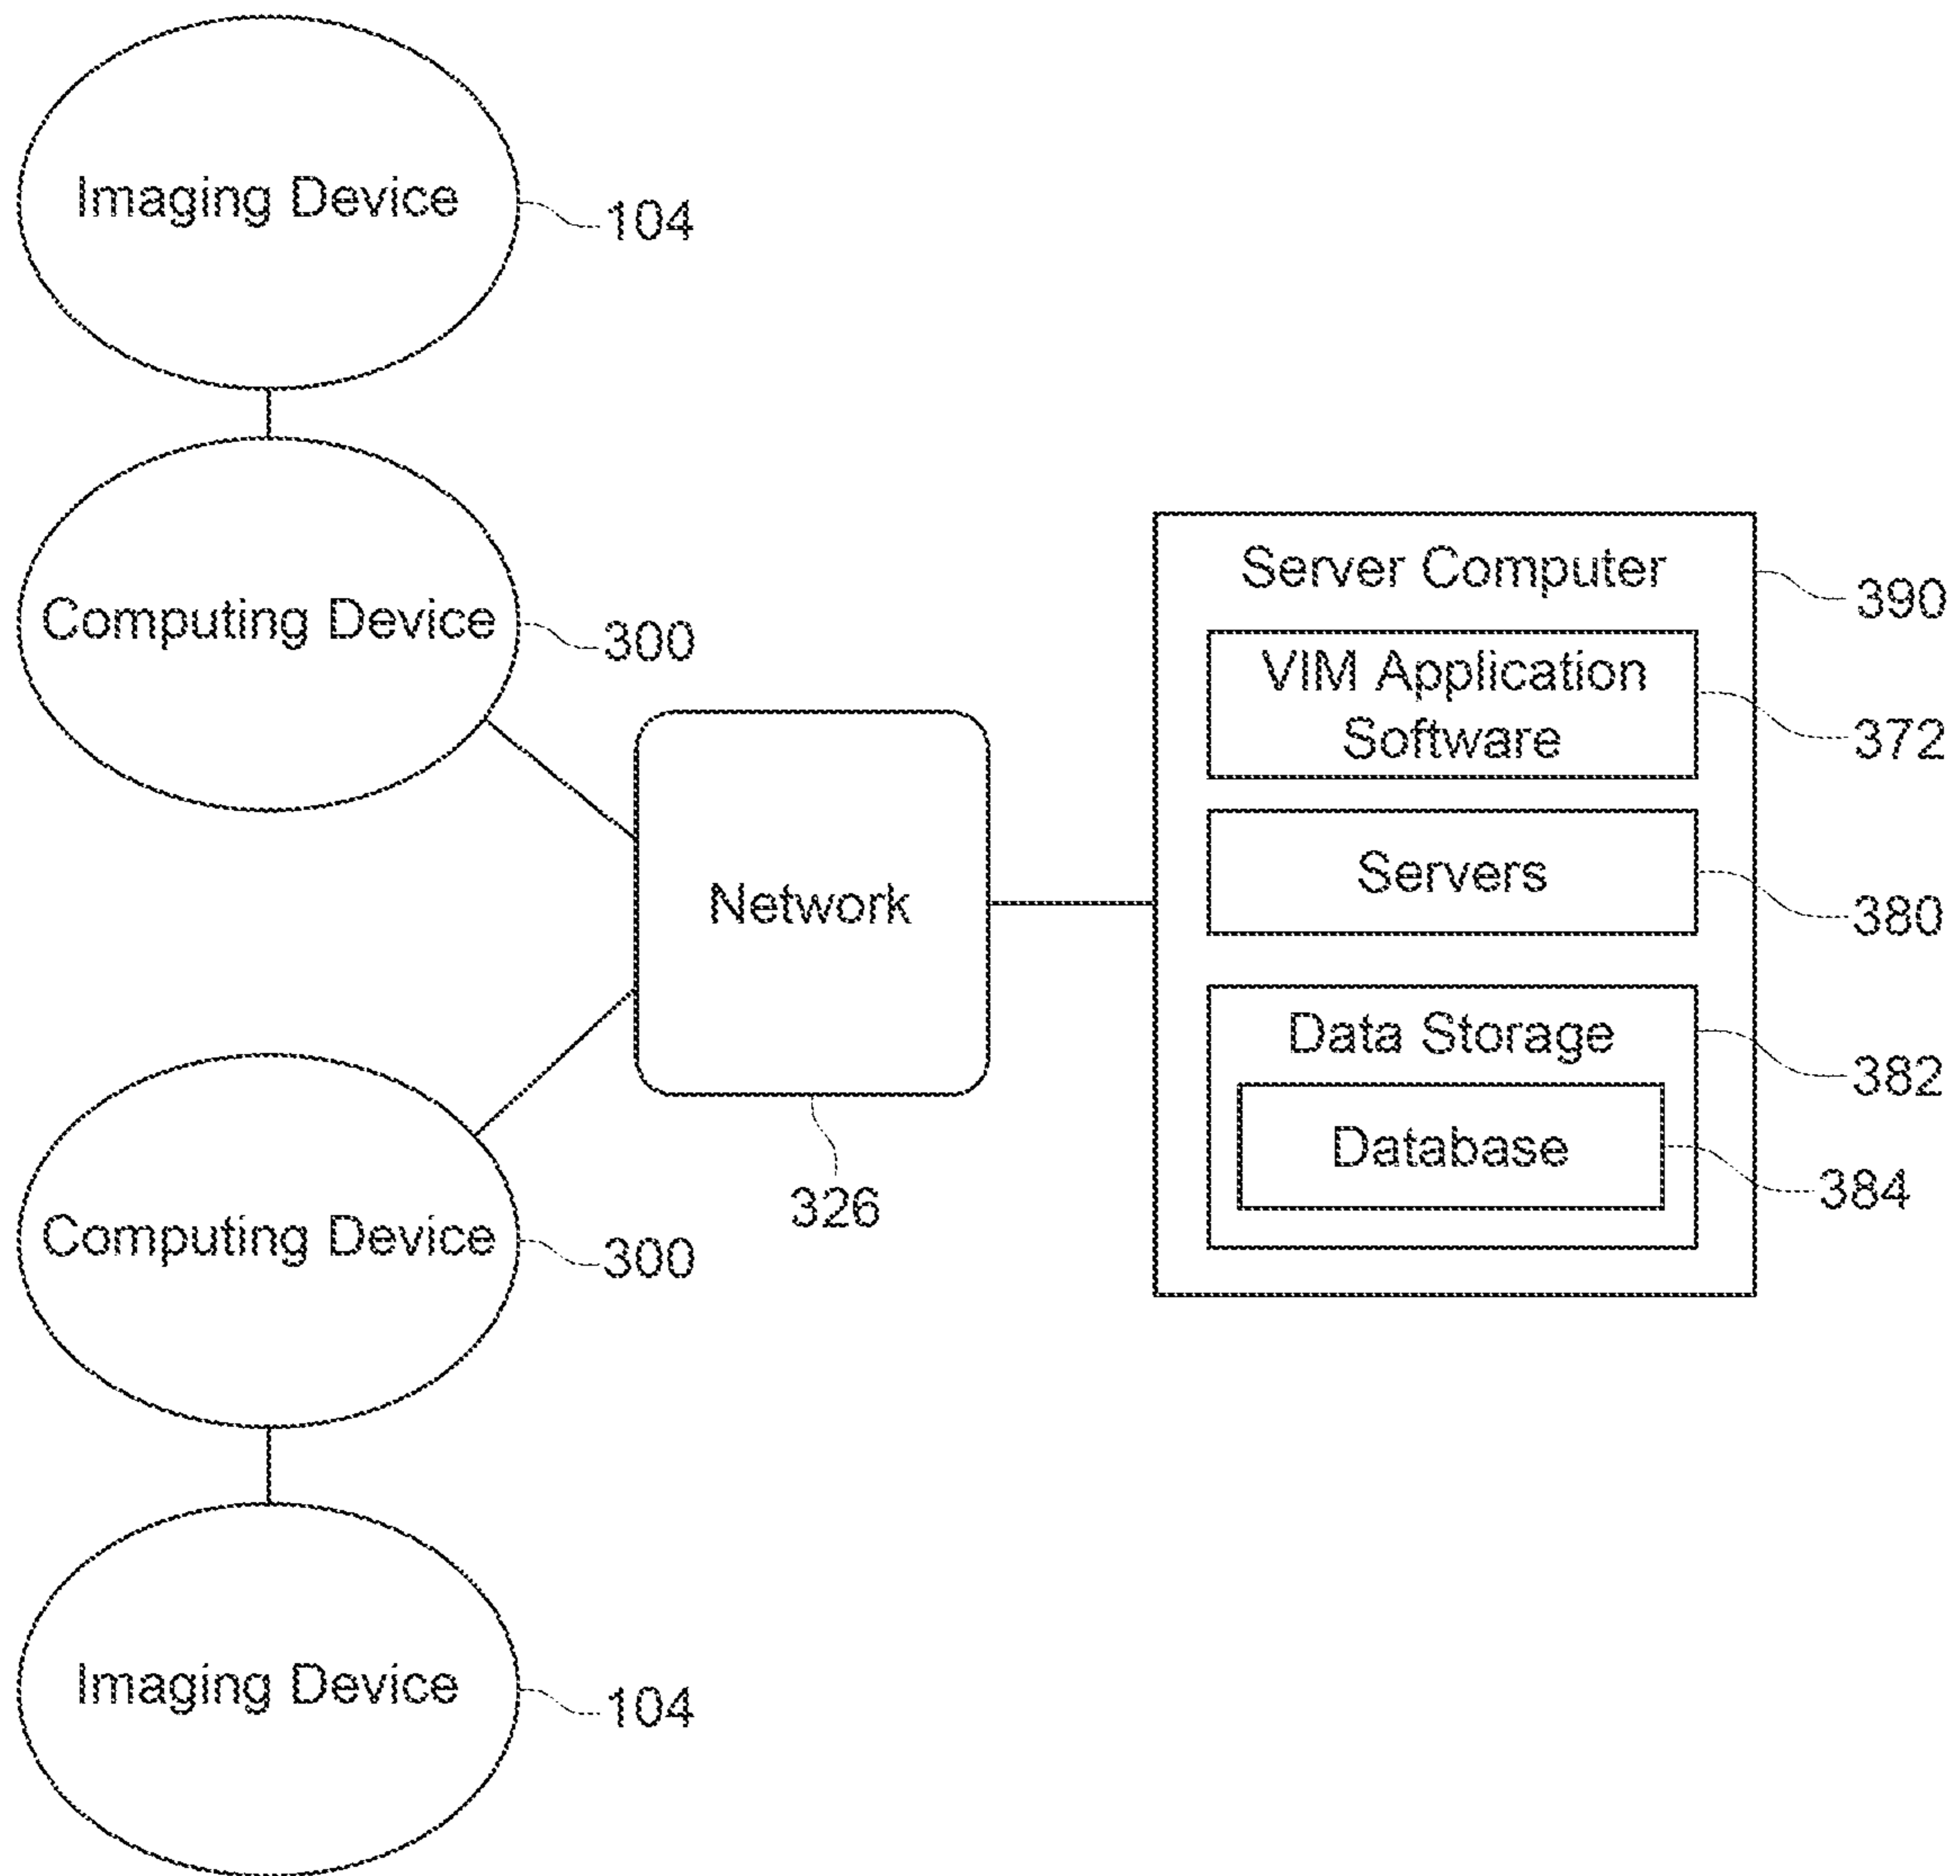 Imaging Device
104
Computing Device
300
Network
326
Computing Device
300
Imaging Device
104
Server Computer
390
VIM Application
Software
372
Servers
380
Data Storage
382
Database
384